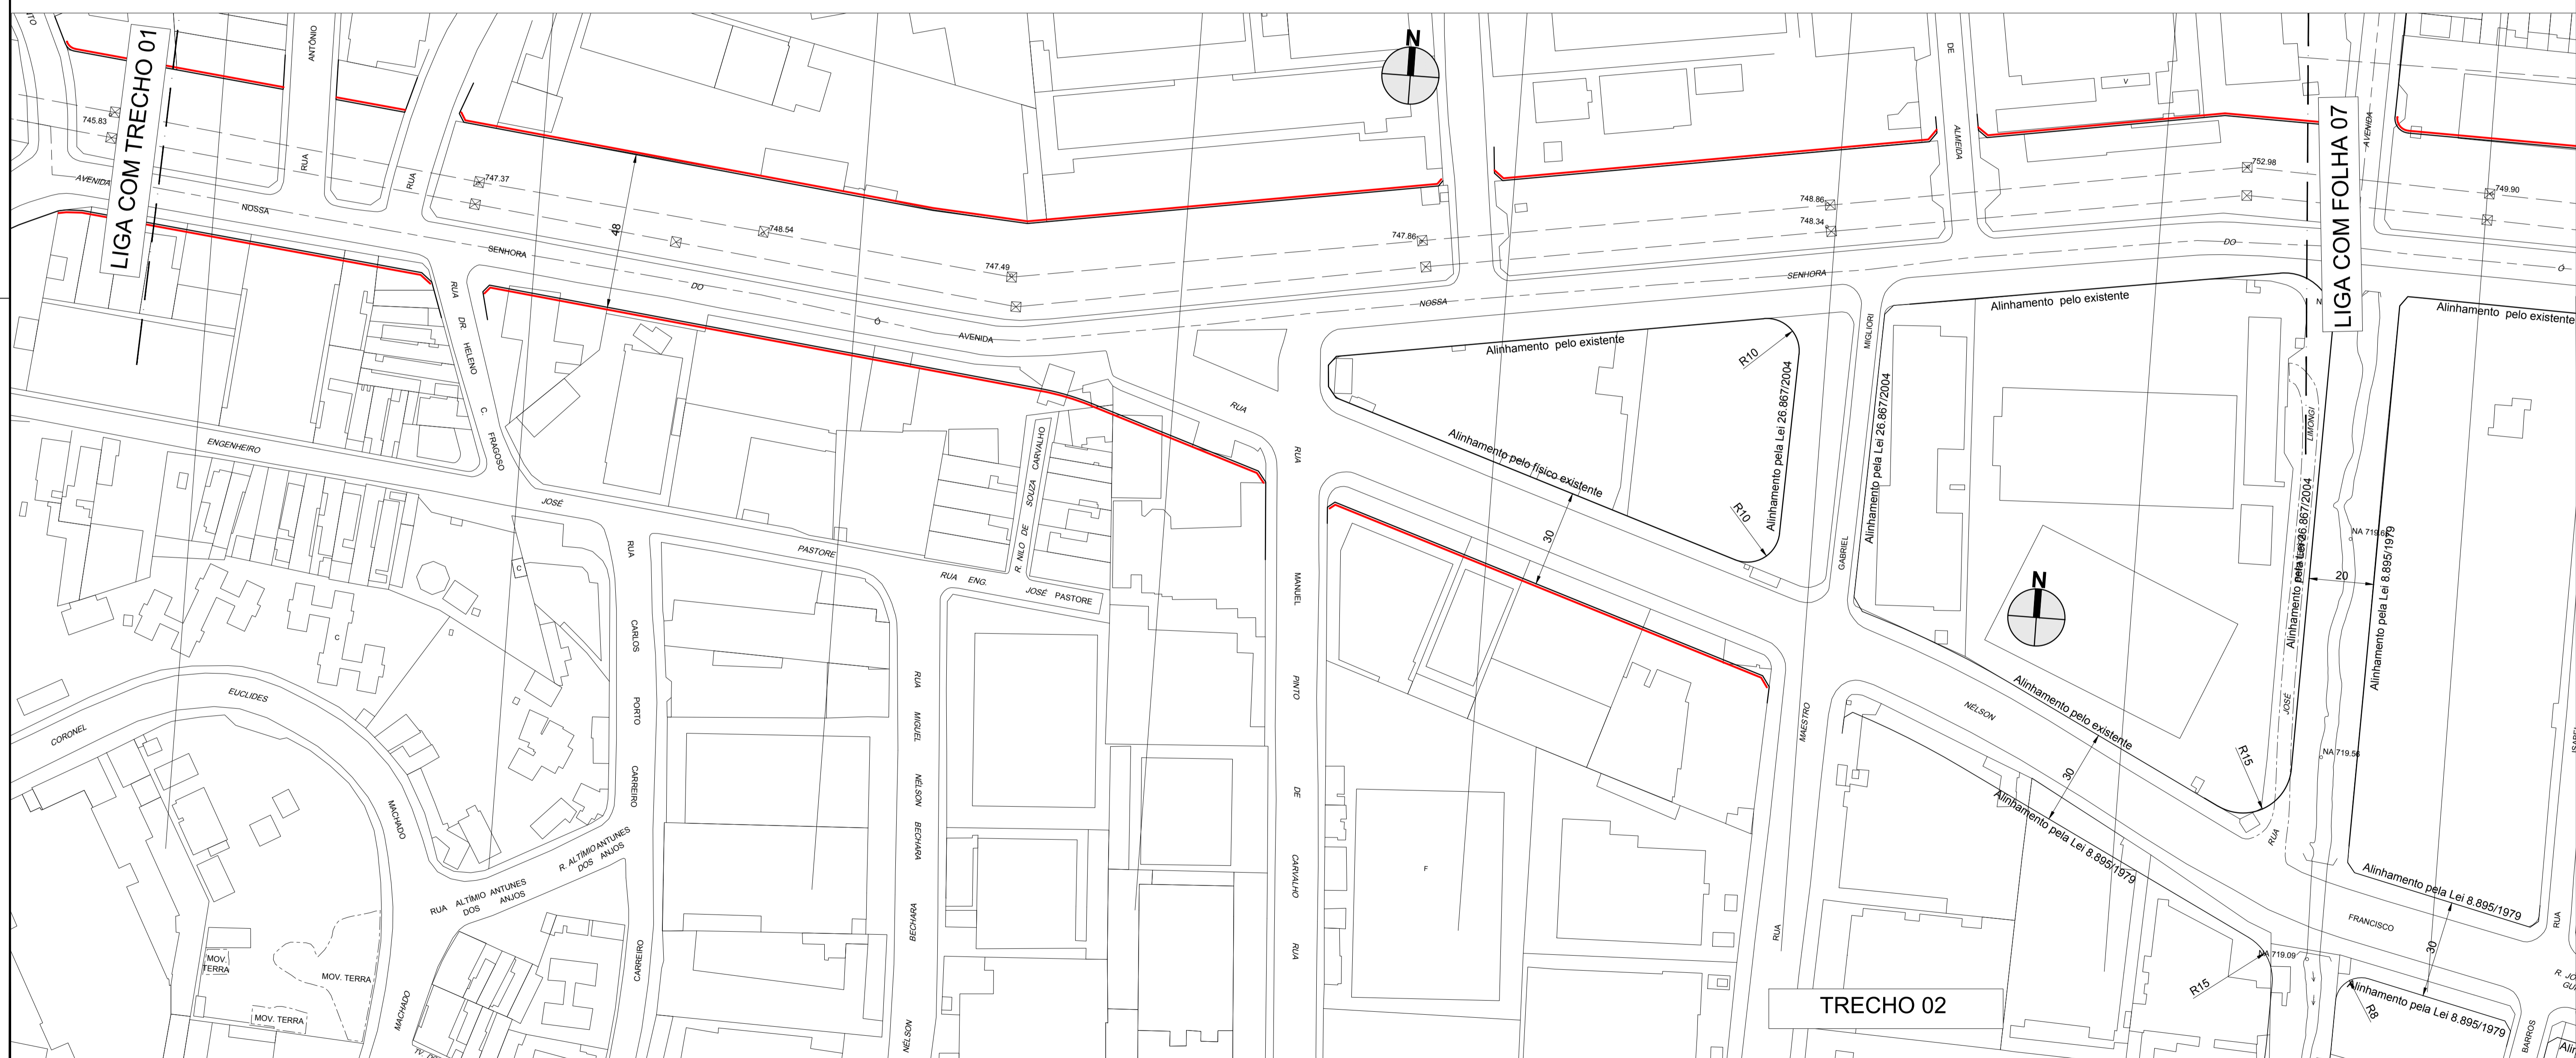 LIGA COM TRECHO 01
ANTÔNIO
RUA
RUA
N
DE
ALMEIDA
V
LIGA COM FOLHA 07
AVENIDA
745.83
747.37
748.54
747.49
747.86
748.86
748.34
752.98
749.90
AVENIDA
NOSSA
SENHORA
DO
Ó
AVENIDA
NOSSA
SENHORA
DO
Ó
48
RUA
DR.
HELENO
C.
FRAGOSO
Alinhamento pelo existente
Alinhamento pelo existente
Alinhamento pelo existente
R10
R10
MIGLIORI
Alinhamento pela Lei 26.867/2004
Alinhamento pela Lei 26.867/2004
Alinhamento pelo físico existente
30
RUA
RUA
MANUEL
PINTO
DE
CARVALHO
RUA
ENGENHEIRO
JOSÉ
PASTORE
RUA ENG.
JOSÉ PASTORE
R. NILO DE SOUZA CARVALHO
RUA
CARLOS
PORTO
CARREIRO
CARREIRO
C
C
CORONEL
EUCLIDES
MACHADO
MACHADO
R. ALTÍMIO ANTUNES
DOS ANJOS
RUA ALTÍMIO ANTUNES
DOS ANJOS
MOV.
TERRA
MOV. TERRA
MOV. TERRA
RUA
MIGUEL
NÉLSON
BECHARA
BECHARA
NÉLSON
GABRIEL
MAESTRO
RUA
F
N
LIMONGI
JOSÉ
RUA
Alinhamento pela Lei 26.867/2004
20
NA 719.56
Alinhamento pela Lei 8.895/1979
NÉLSON
Alinhamento pelo existente
R15
30
Alinhamento pela Lei 8.895/1979
Alinhamento pela Lei 8.895/1979
FRANCISCO
30
NA 719.09
R15
R8
Alinhamento pela Lei 8.895/1979
RUA
BARROS
TRECHO 02